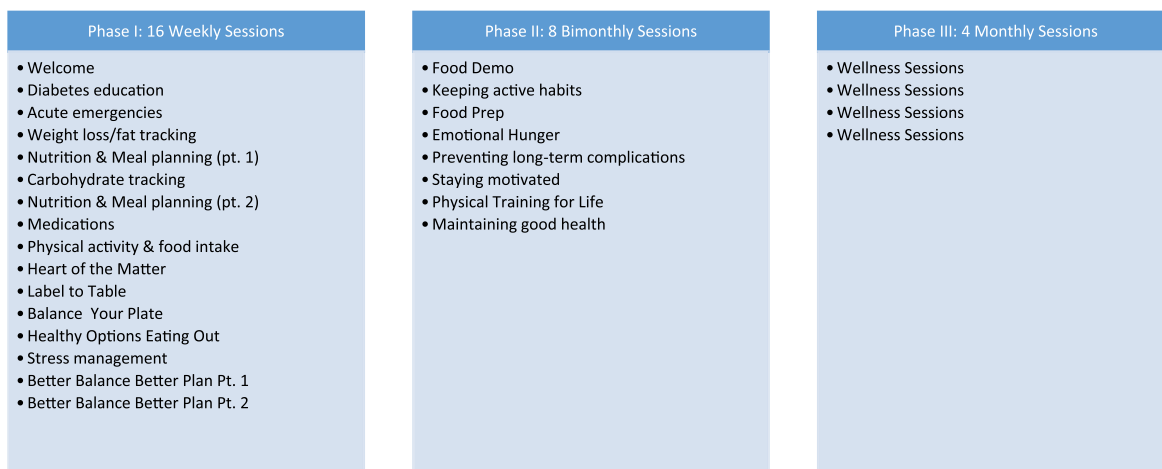 Phase I: 16 Weekly Sessions
• Welcome
• Diabetes education
• Acute emergencies
• Weight loss/fat tracking
• Nutrition & Meal planning (pt. 1)
• Carbohydrate tracking
• Nutrition & Meal planning (pt. 2)
• Medications
• Physical activity & food intake
• Heart of the Matter
• Label to Table
• Balance  Your Plate
• Healthy Options Eating Out
• Stress management
• Better Balance Better Plan Pt. 1
• Better Balance Better Plan Pt. 2
Phase II: 8 Bimonthly Sessions
• Food Demo
• Keeping active habits
• Food Prep
• Emotional Hunger
• Preventing long-term complications
• Staying motivated
• Physical Training for Life
• Maintaining good health
Phase III: 4 Monthly Sessions
• Wellness Sessions
• Wellness Sessions
• Wellness Sessions
• Wellness Sessions